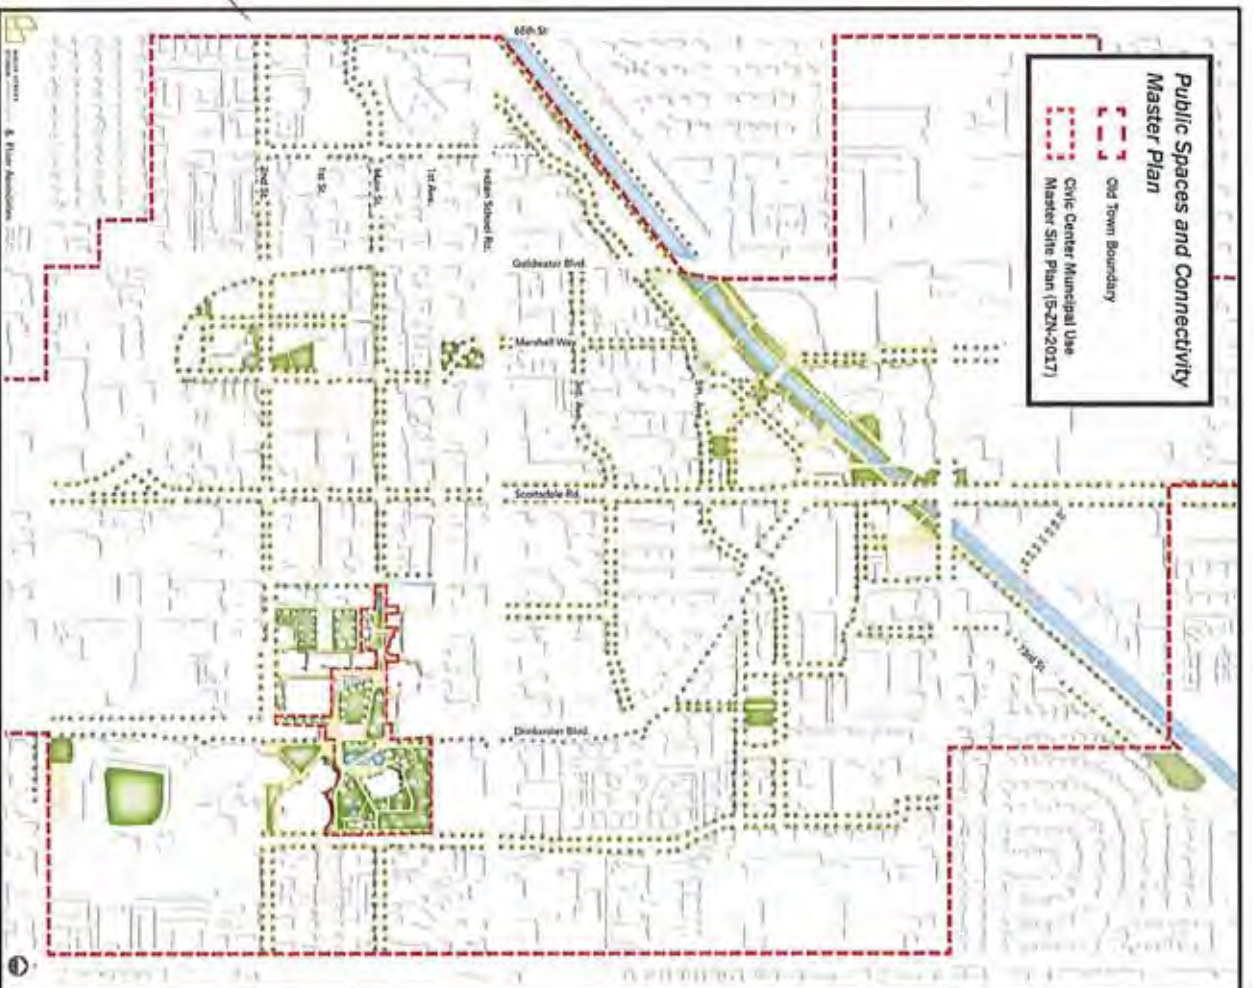 Public Spaces and Connectivity
Master Plan
Old Town Boundary
Civic Center Muncipal Use
Master Site Plan (5-ZN-2017)
68th St
2nd St.
1st St.
Main St.
1st Ave.
Indian School Rd.
Goldwater Blvd.
Marshall Way
3rd. Ave.
5th. Ave.
Scottsdale Rd.
73rd St.
Drinkwater Blvd.